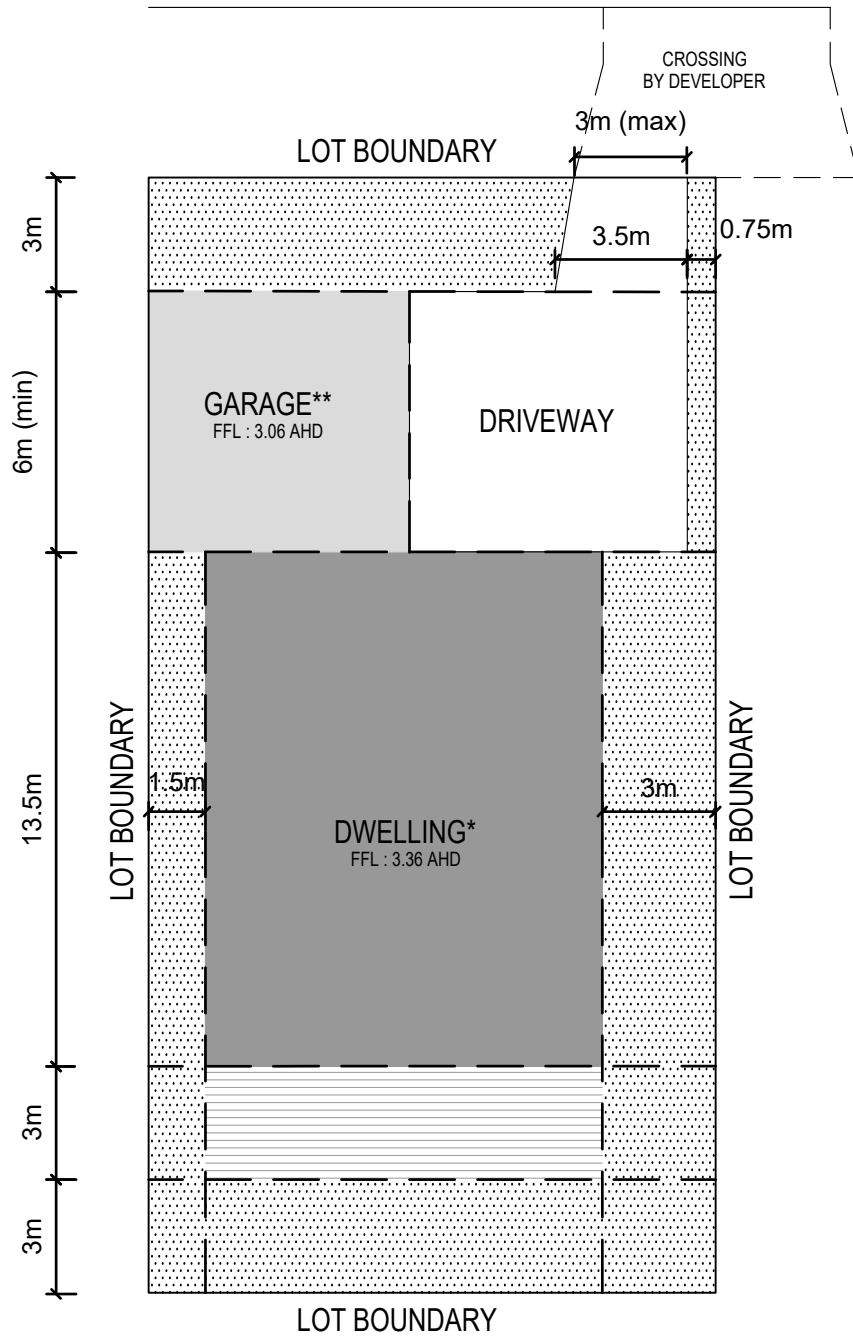 CROSSING
BY DEVELOPER
3m (max)
LOT BOUNDARY
3m
3.5m
0.75m
6m (min)
GARAGE**
FFL : 3.06 AHD
DRIVEWAY
13.5m
LOT BOUNDARY
1.5m
DWELLING*
FFL : 3.36 AHD
3m
LOT BOUNDARY
3m
3m
LOT BOUNDARY